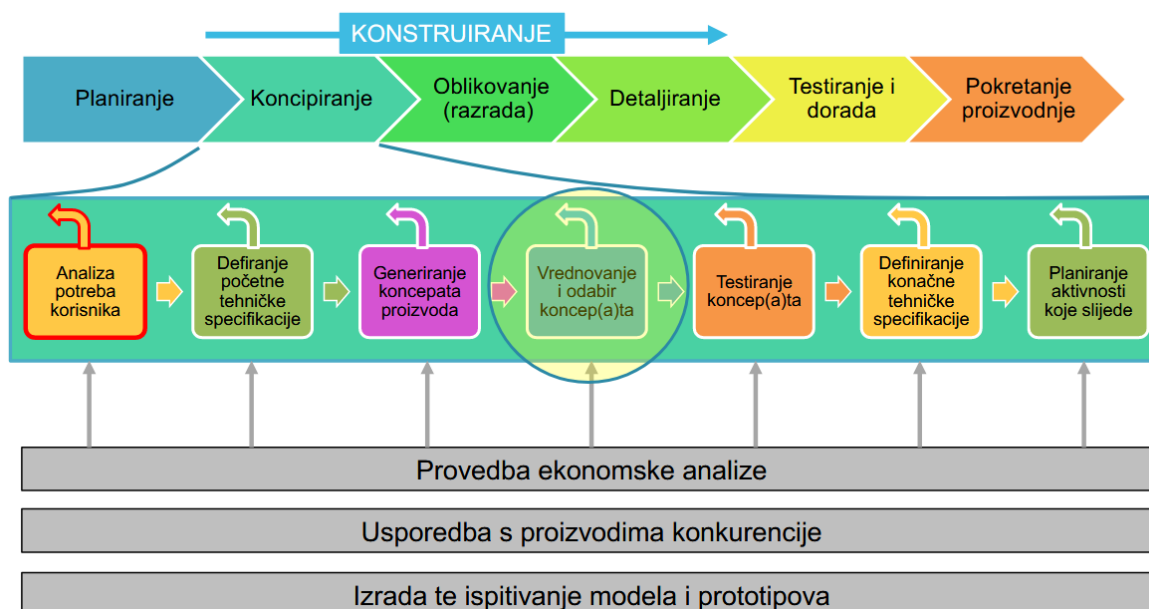 KONSTRUIRANJE
Planiranje
Koncipiranje
Oblikovanje
(razrada)
Detaljiranje
Testiranje i
dorada
Pokretanje
proizvodnje
Analiza
potreba
korisnika
Defiranje
početne
tehničke
specifikacije
Generiranje
koncepata
proizvoda
Vrednovanje
i odabir
koncep(a)ta
Testiranje
koncep(a)ta
Definiranje
konačne
tehničke
specifikacije
Planiranje
aktivnosti
koje slijede
Provedba ekonomske analize
Usporedba s proizvodima konkurencije
Izrada te ispitivanje modela i prototipova